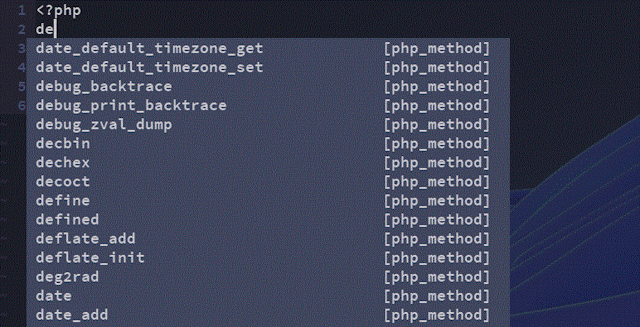 1 <?php
2 de
3 date_default_timezone_get [php_method]
4 date_default_timezone_set [php_method]
5 debug_backtrace [php_method]
6 debug_print_backtrace [php_method]
~ debug_zval_dump [php_method]
~ decbin [php_method]
~ dechex [php_method]
~ decoct [php_method]
~ define [php_method]
~ defined [php_method]
~ deflate_add [php_method]
~ deflate_init [php_method]
~ deg2rad [php_method]
~ date [php_method]
~ date_add [php_method]